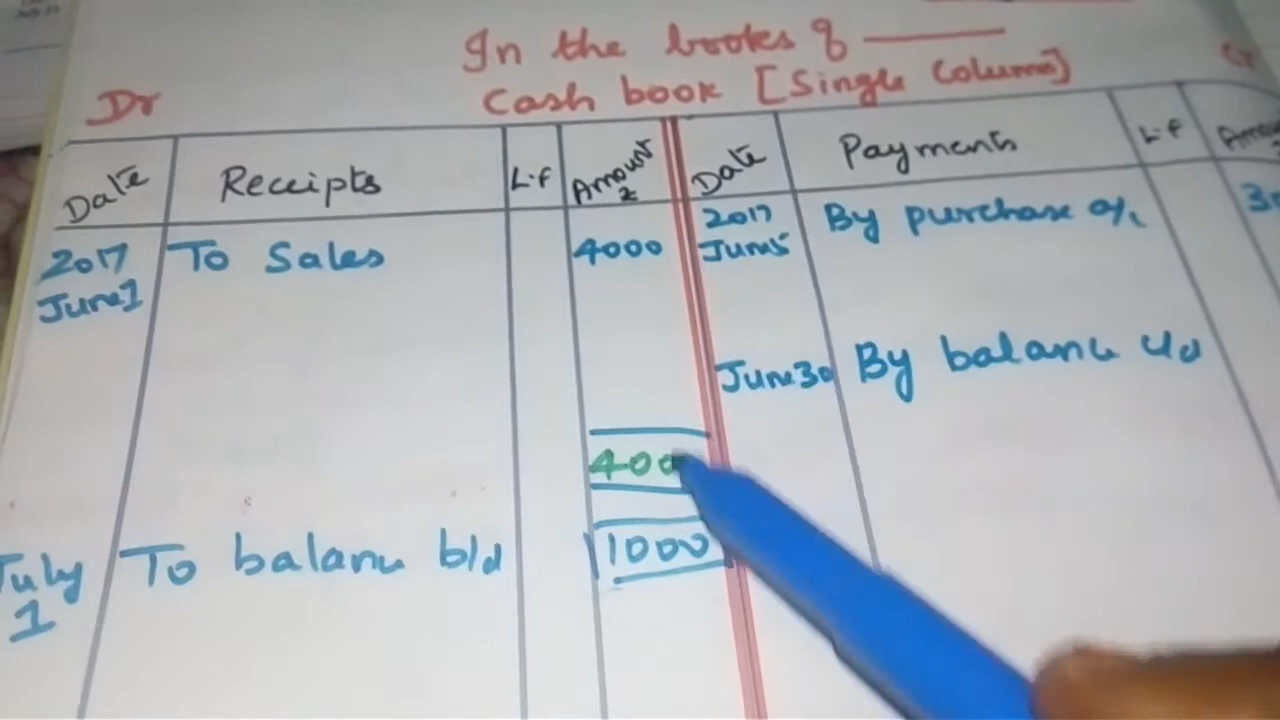 In the books of
Cash book [Single Column]
Dr
Date Receipts L.f Amount Date Payments L.f
2017 To Sales 4000 2017 By purchase a/c
June 1 June 5
June 30 By balance c/d
400
July 1 To balance b/d 1000